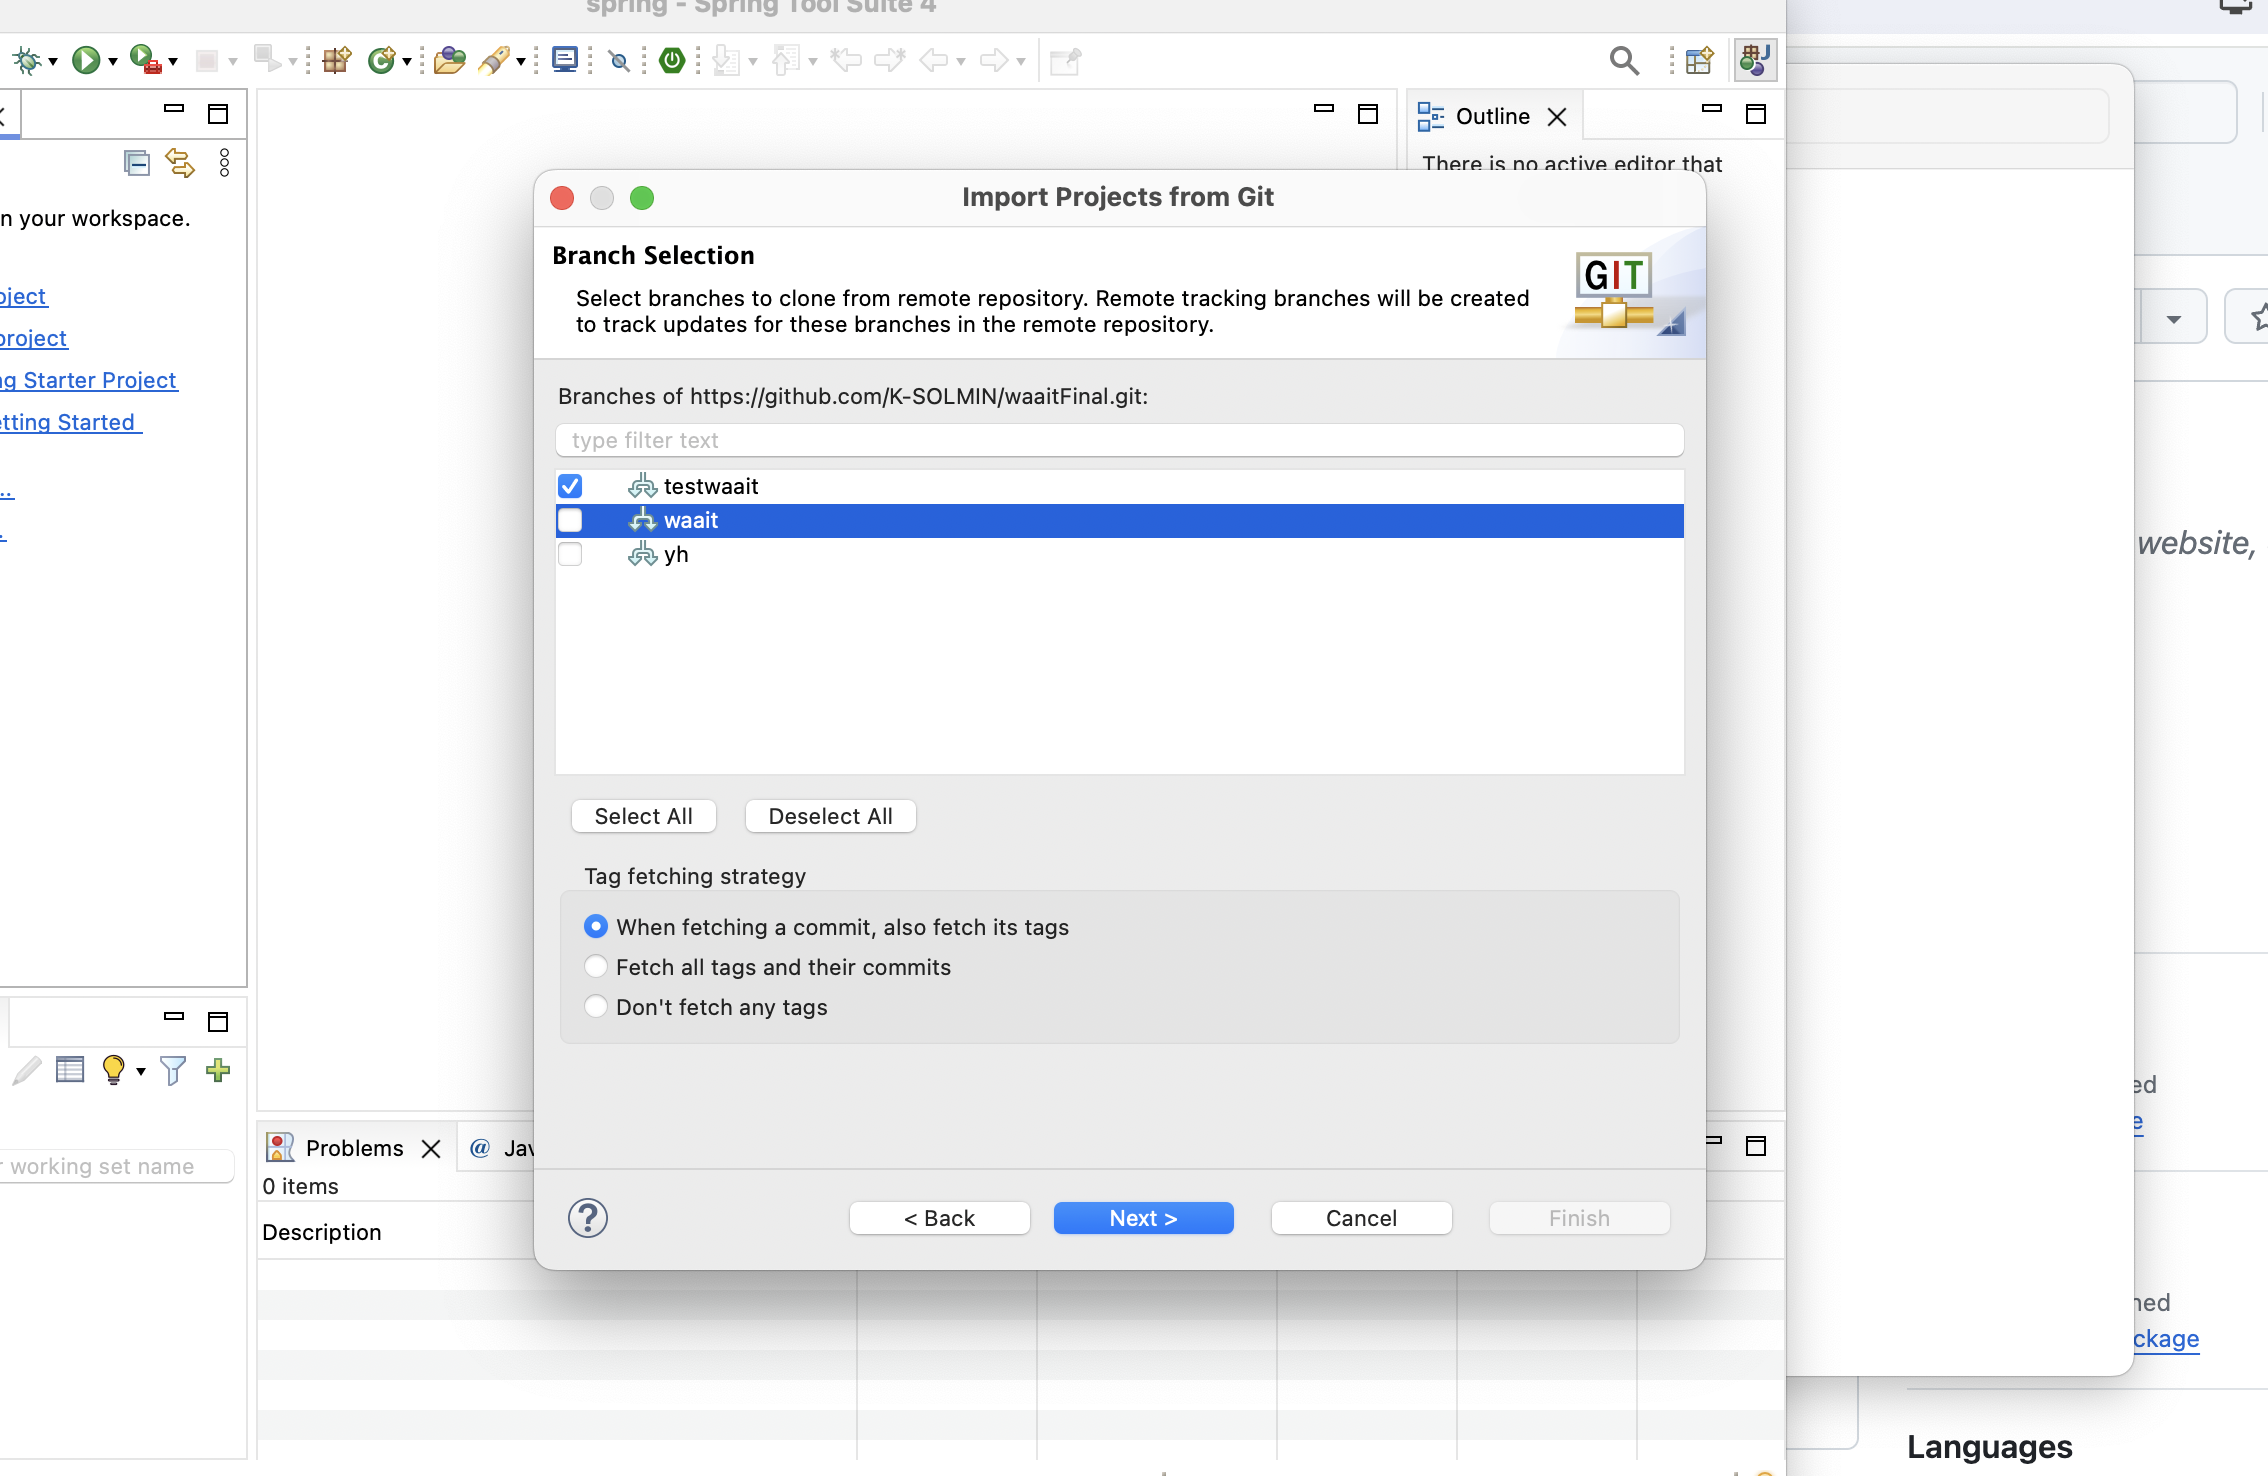 spring - Spring Tool Suite 4
Outline
There is no active editor that
n your workspace.
oject
project
ng Starter Project
etting Started
Import Projects from Git
Branch Selection
Select branches to clone from remote repository. Remote tracking branches will be created
to track updates for these branches in the remote repository.
GIT
Branches of https://github.com/K-SOLMIN/waaitFinal.git:
type filter text
testwaait
waait
yh
Select All
Deselect All
Tag fetching strategy
When fetching a commit, also fetch its tags
Fetch all tags and their commits
Don't fetch any tags
< Back
Next >
Cancel
Finish
r working set name
Problems
@ Jav
0 items
Description
website,
ed
e
ned
ckage
Languages